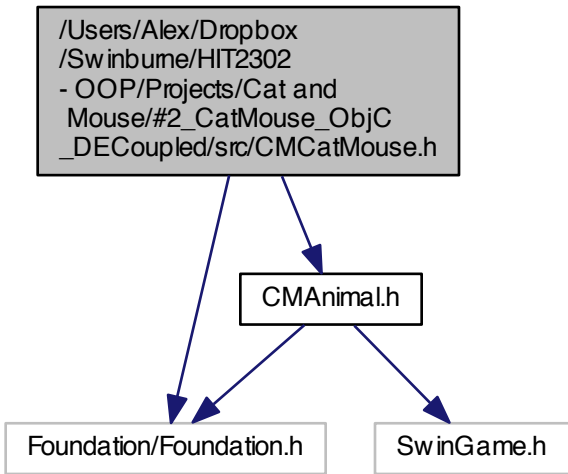 /Users/Alex/Dropbox
/Swinburne/HIT2302
- OOP/Projects/Cat and
Mouse/#2_CatMouse_ObjC
_DECoupled/src/CMCatMouse.h
CMAnimal.h
Foundation/Foundation.h
SwinGame.h